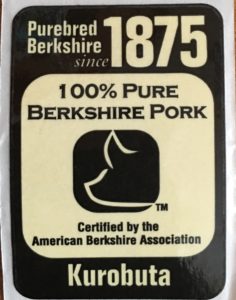 Purebred
Berkshire
since 1875
100% PURE
BERKSHIRE PORK
TM
Certified by the
American Berkshire Association
Kurobuta